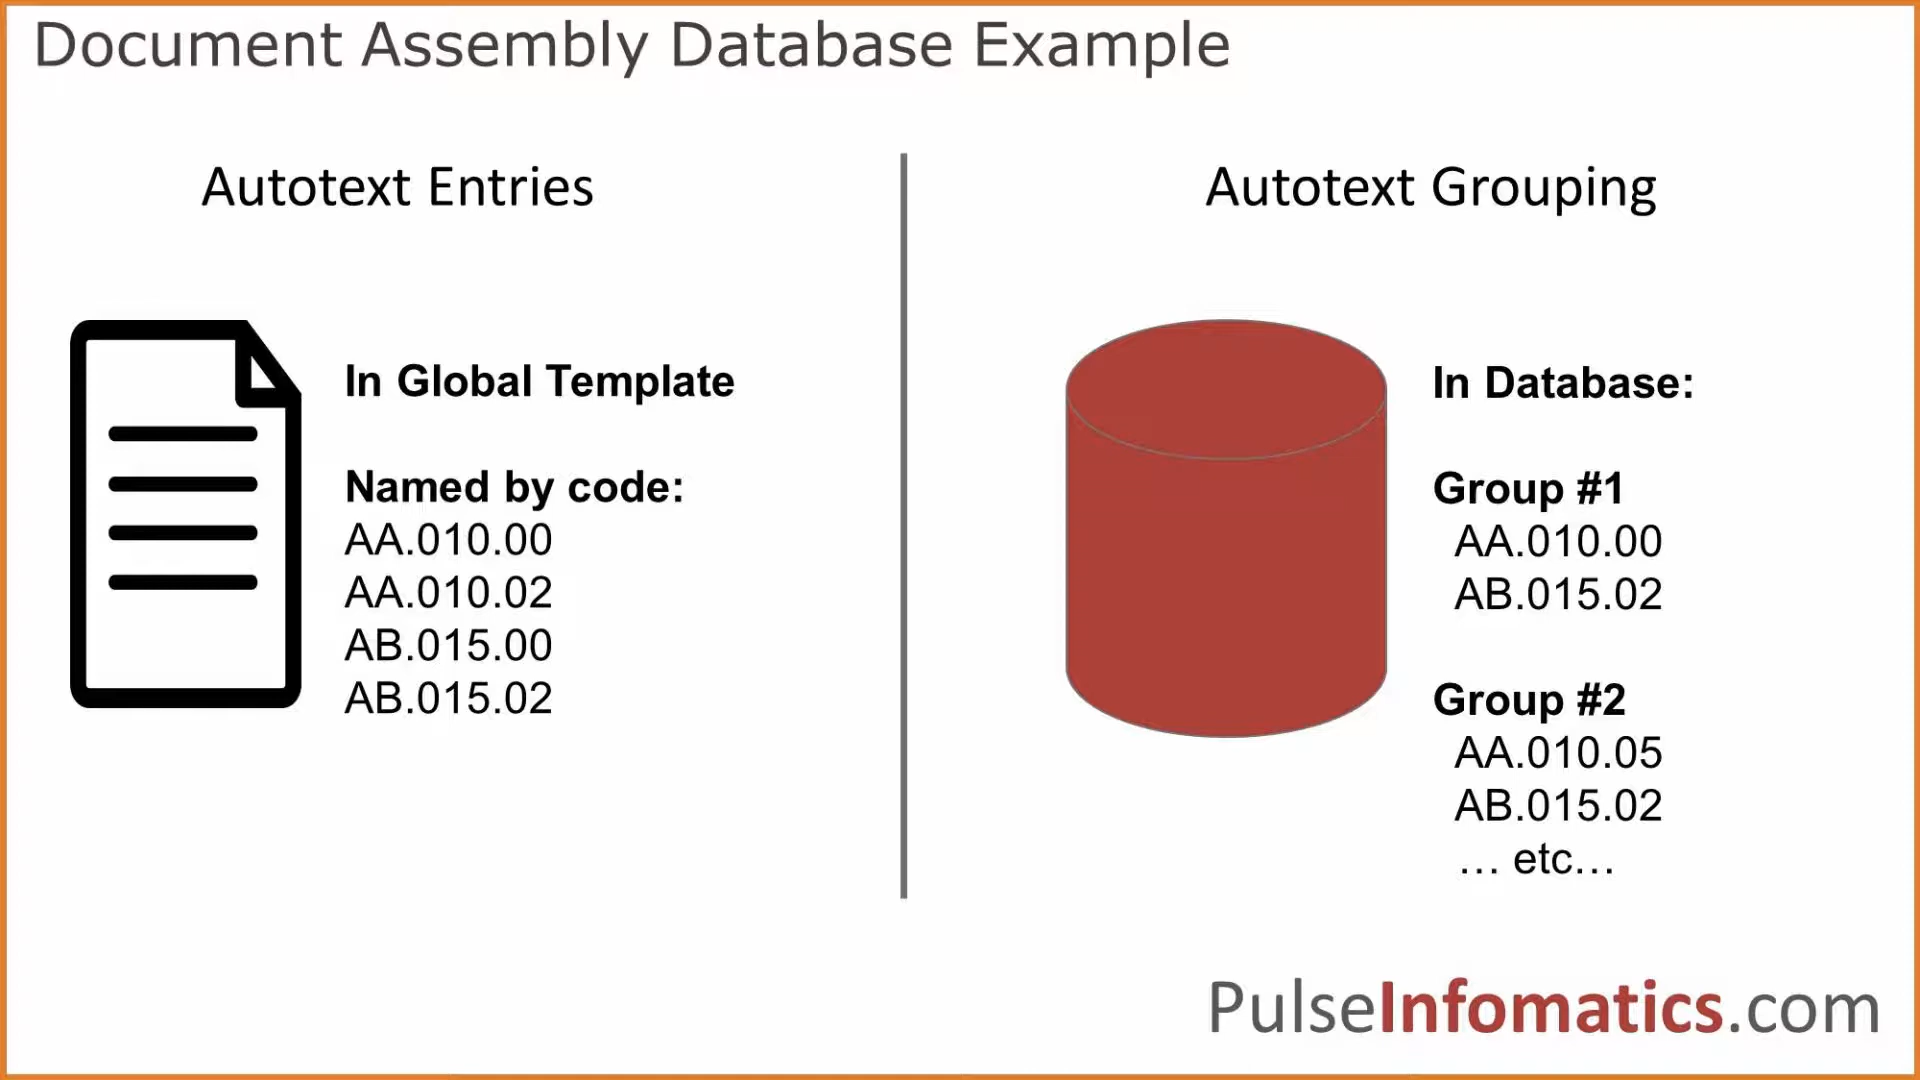 Document Assembly Database Example
Autotext Entries
In Global Template
Named by code:
AA.010.00
AA.010.02
AB.015.00
AB.015.02
Autotext Grouping
In Database:
Group #1
AA.010.00
AB.015.02
Group #2
AA.010.05
AB.015.02
… etc…
PulseInfomatics.com